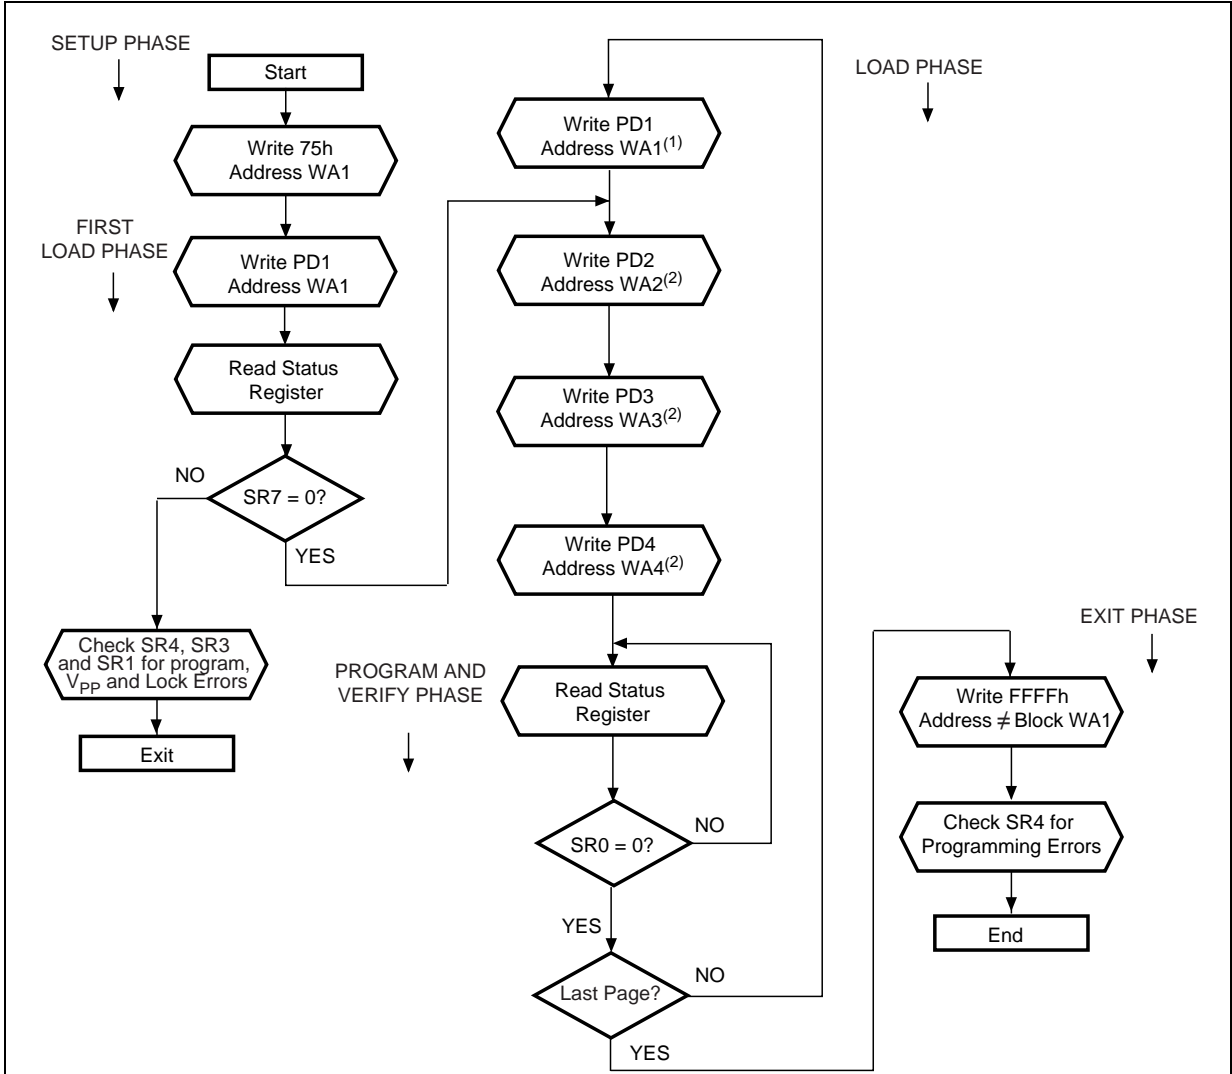 SETUP PHASE
Start
Write 75h
Address WA1
FIRST
LOAD PHASE
Write PD1
Address WA1
Read Status
Register
NO
SR7 = 0?
YES
Check SR4, SR3
and SR1 for program,
VPP and Lock Errors
Exit
LOAD PHASE
Write PD1
Address WA1(1)
Write PD2
Address WA2(2)
Write PD3
Address WA3(2)
Write PD4
Address WA4(2)
PROGRAM AND
VERIFY PHASE
Read Status
Register
SR0 = 0?
NO
YES
Last Page?
NO
YES
EXIT PHASE
Write FFFFh
Address ≠ Block WA1
Check SR4 for
Programming Errors
End